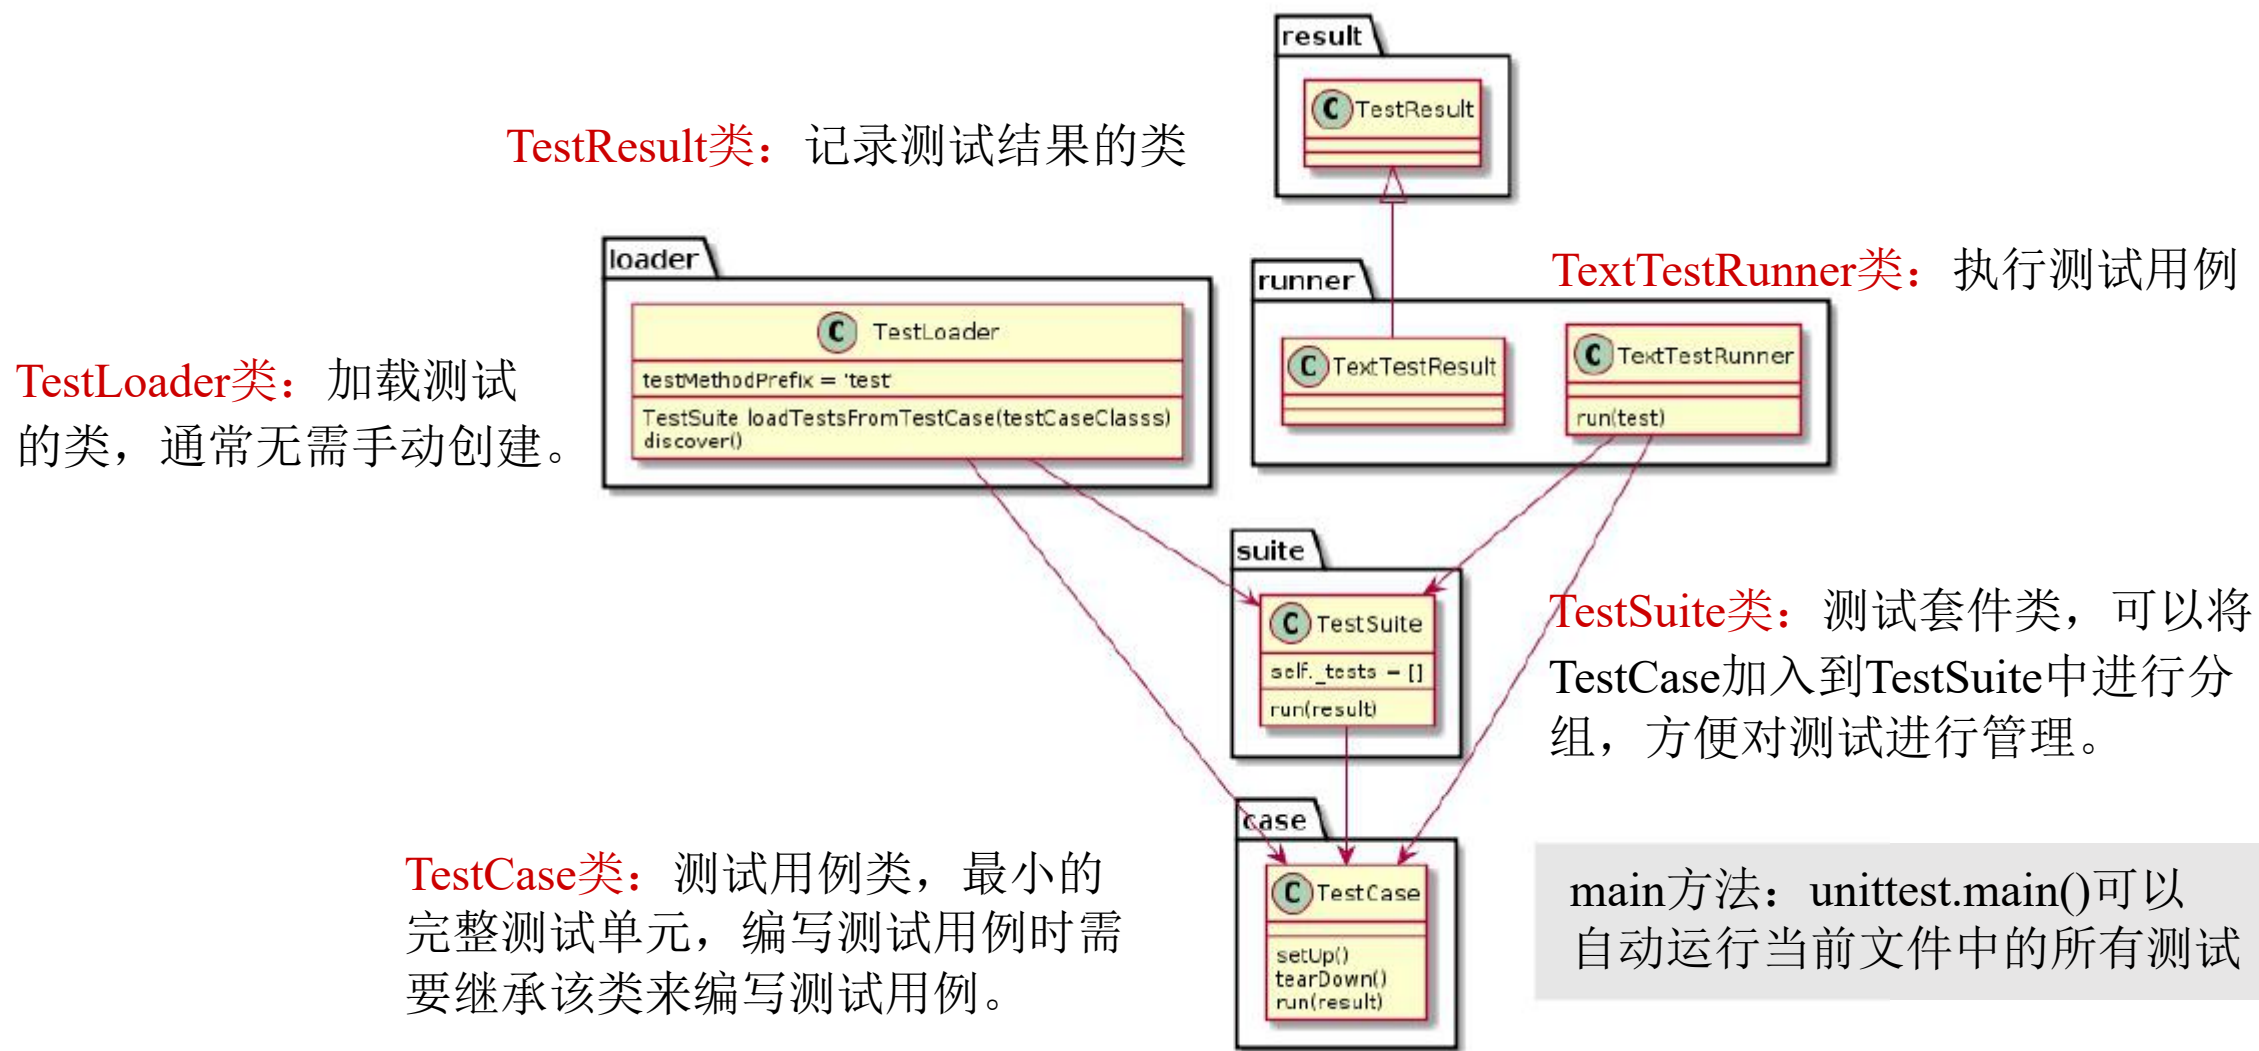 result
TestResult
TestResult类：记录测试结果的类
loader
TestLoader
testMethodPrefix = 'test'
TestSuite loadTestsFromTestCase(testCaseClasss)
discover()
runner
TextTestRunner类：执行测试用例
TextTestResult
TextTestRunner
run(test)
TestLoader类：加载测试
的类，通常无需手动创建。
suite
TestSuite
self._tests = []
run(result)
TestSuite类：测试套件类，可以将
TestCase加入到TestSuite中进行分
组，方便对测试进行管理。
case
TestCase
setUp()
tearDown()
run(result)
TestCase类：测试用例类，最小的
完整测试单元，编写测试用例时需
要继承该类来编写测试用例。
main方法：unittest.main()可以
自动运行当前文件中的所有测试